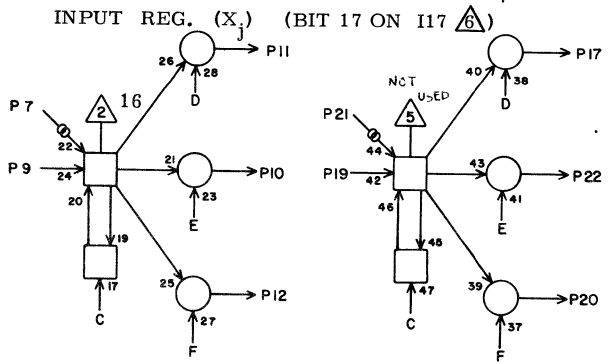 INPUT REG. (Xj) (BIT 17 ON I17 6)
26
P11
28
D
P7
2
16
22
P9
24
21
P10
20
23
E
19
17
C
25
P12
27
F
NOT USED
40
P17
38
D
P21
5
44
P19
42
43
P22
46
41
E
45
47
C
39
P20
37
F